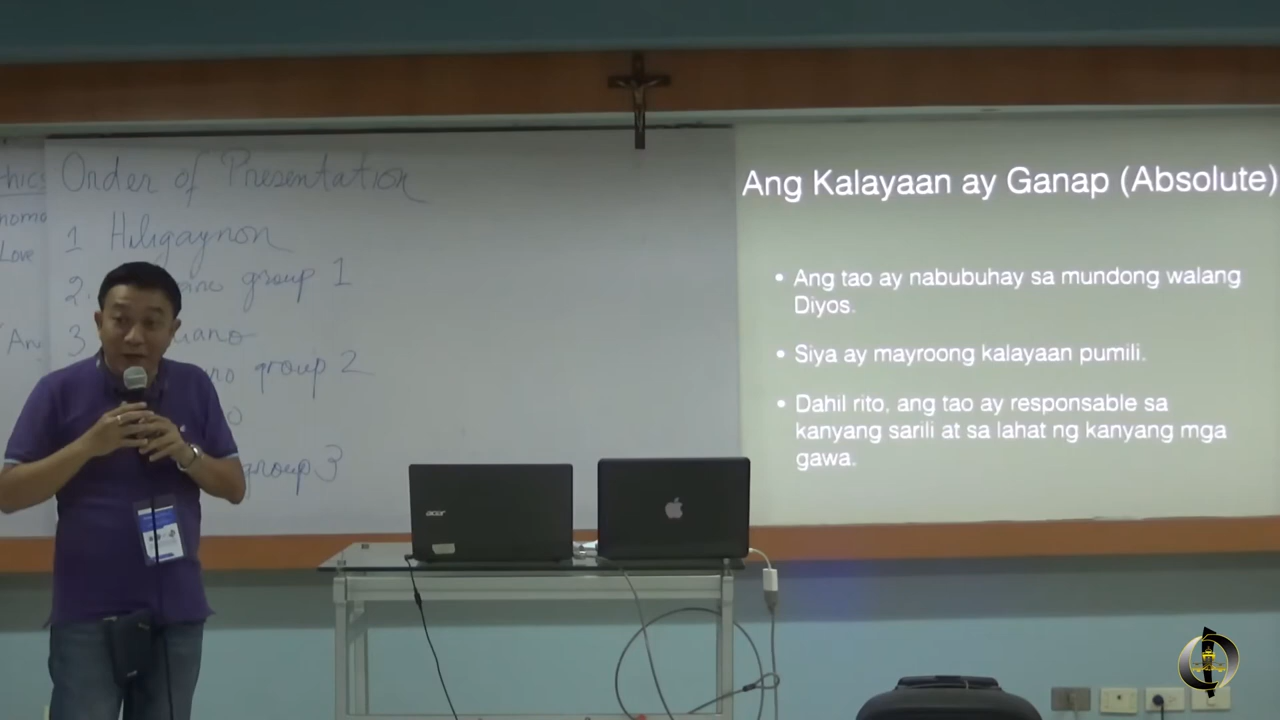 Order of Presentation
1 Hiligaynon
2. group 1
3
group 2
group 3
Love
Ang Kalayaan ay Ganap (Absolute)
• Ang tao ay nabubuhay sa mundong walang
Diyos.
• Siya ay mayroong kalayaan pumili.
• Dahil rito, ang tao ay responsable sa
kanyang sarili at sa lahat ng kanyang mga
gawa.
acer